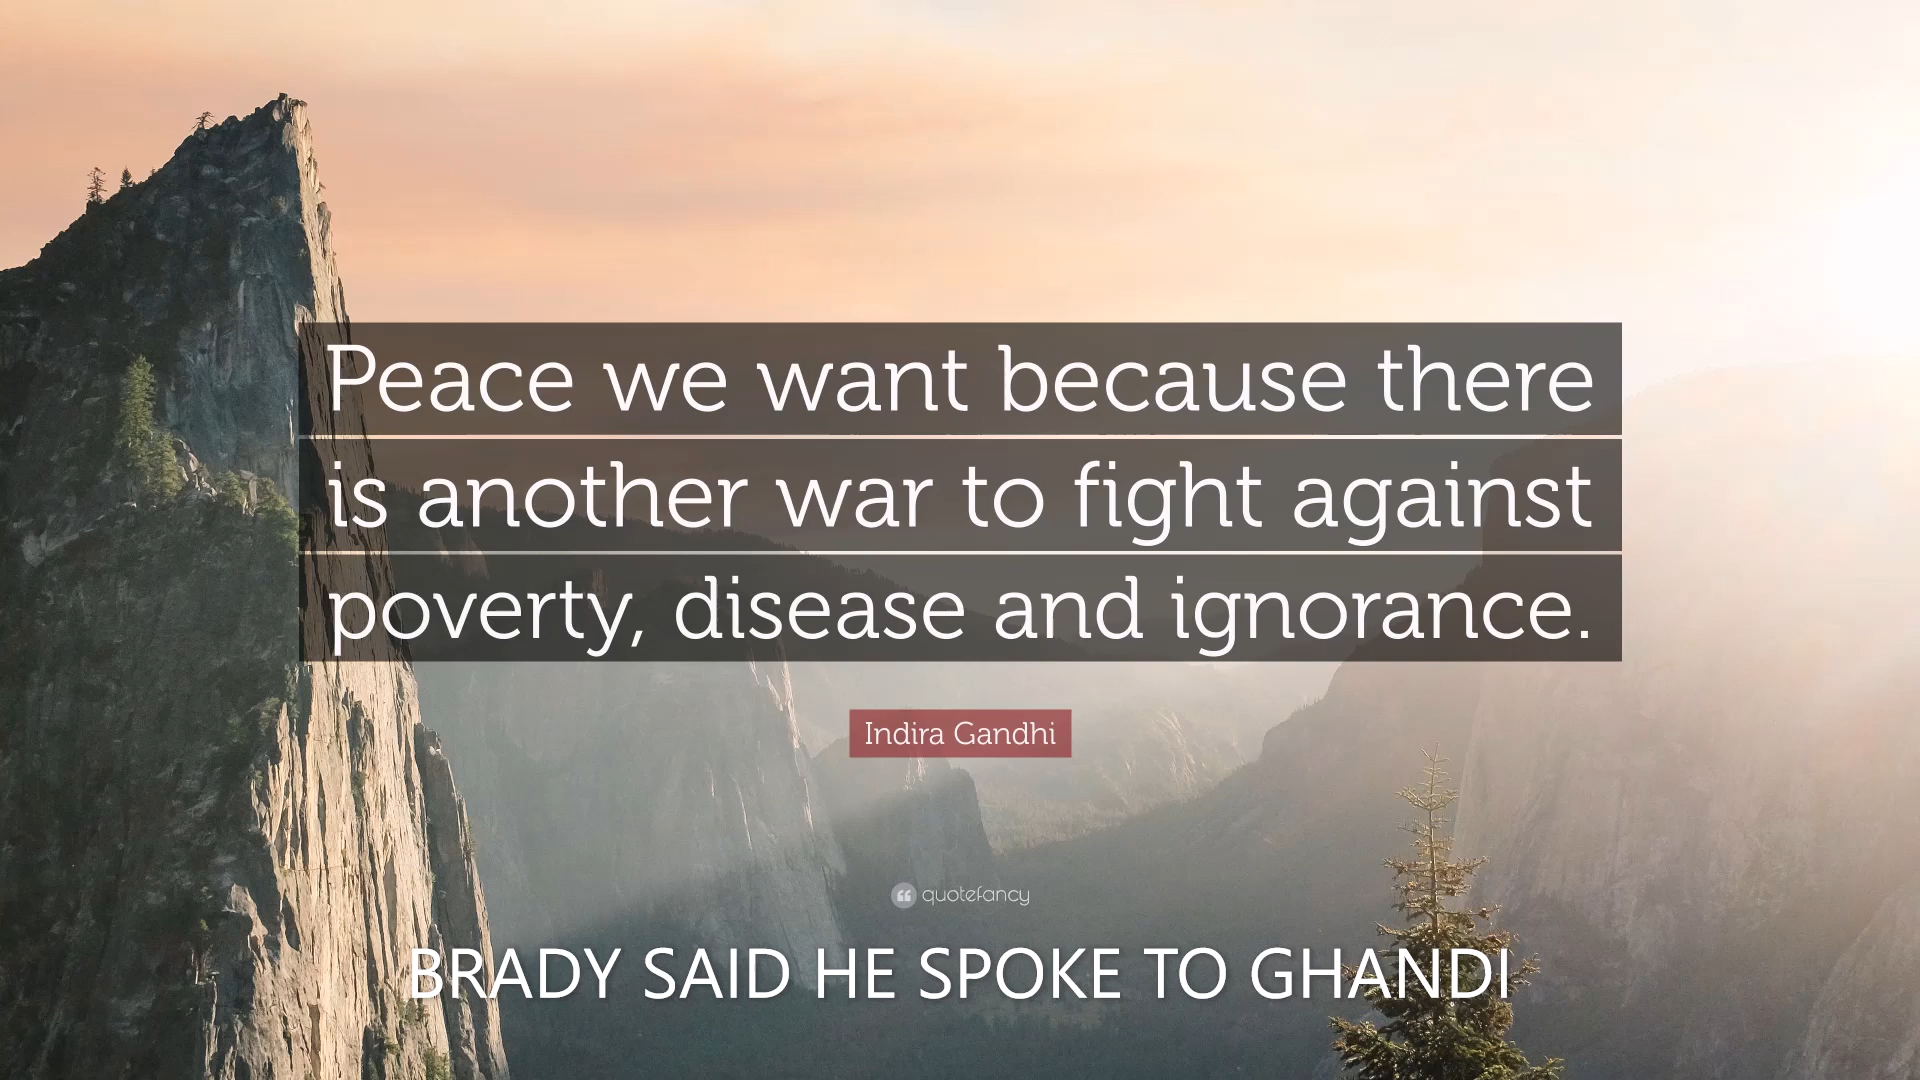 Peace we want because there
is another war to fight against
poverty, disease and ignorance.
Indira Gandhi
quotefancy
BRADY SAID HE SPOKE TO GHANDI